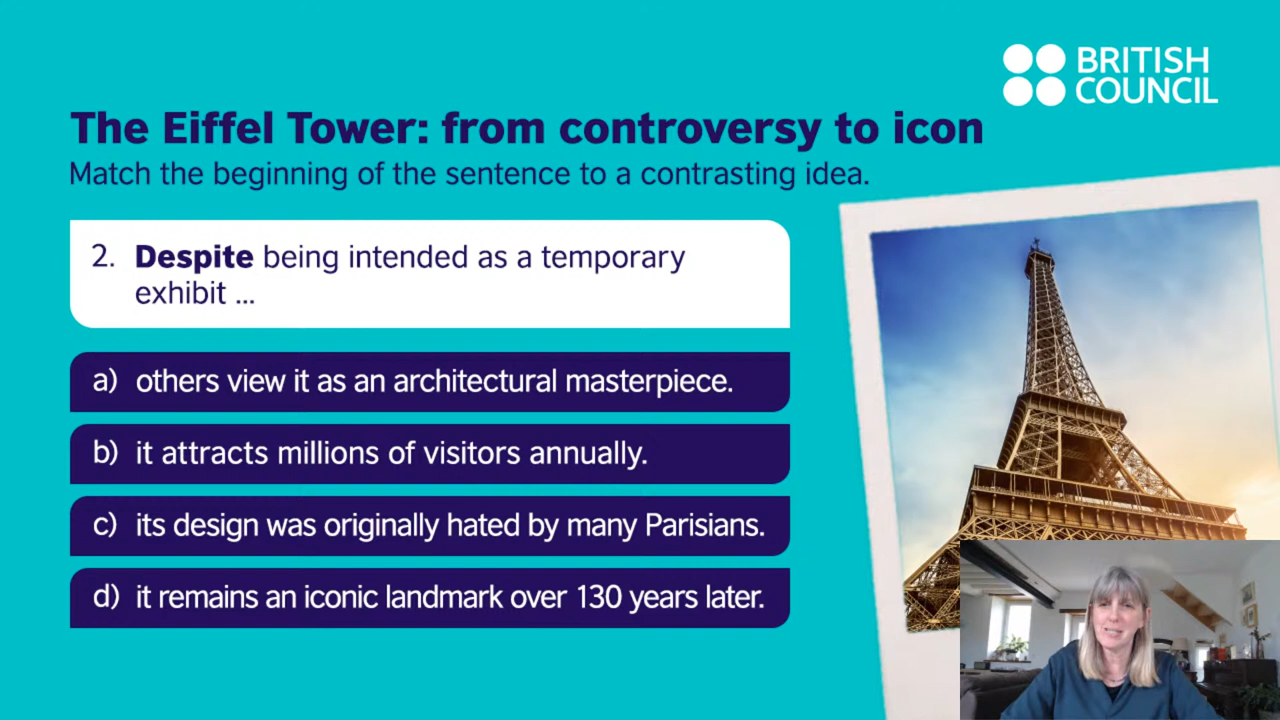 BRITISH
COUNCIL
The Eiffel Tower: from controversy to icon
Match the beginning of the sentence to a contrasting idea.
2. Despite being intended as a temporary
exhibit ...
a) others view it as an architectural masterpiece.
b) it attracts millions of visitors annually.
c) its design was originally hated by many Parisians.
d) it remains an iconic landmark over 130 years later.